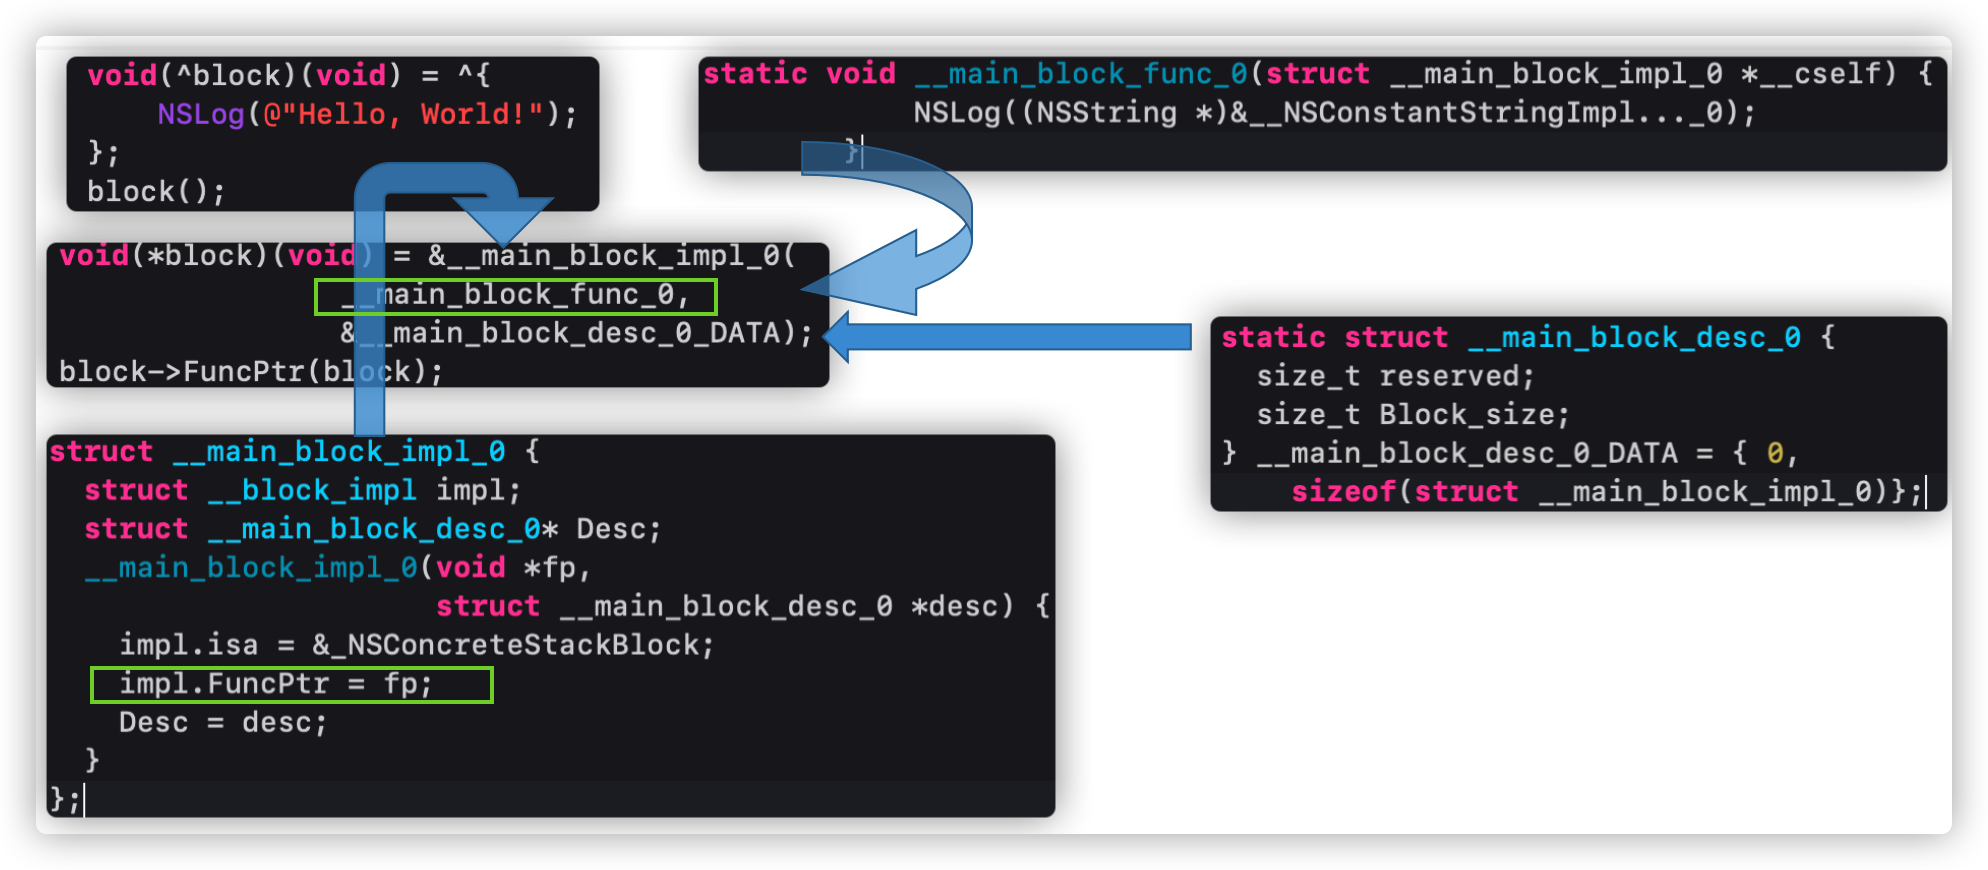 void(^block)(void) = ^{
    NSLog(@"Hello, World!");
};
block();
static void __main_block_func_0(struct __main_block_impl_0 *__cself) {
            NSLog((NSString *)&__NSConstantStringImpl..._0);
        }
void(*block)(void) = &__main_block_impl_0(
                __main_block_func_0,
                &__main_block_desc_0_DATA);
block->FuncPtr(block);
static struct __main_block_desc_0 {
  size_t reserved;
  size_t Block_size;
} __main_block_desc_0_DATA = { 0,
    sizeof(struct __main_block_impl_0)};
struct __main_block_impl_0 {
  struct __block_impl impl;
  struct __main_block_desc_0* Desc;
  __main_block_impl_0(void *fp,
                      struct __main_block_desc_0 *desc) {
    impl.isa = &_NSConcreteStackBlock;
    impl.FuncPtr = fp;
    Desc = desc;
  }
};